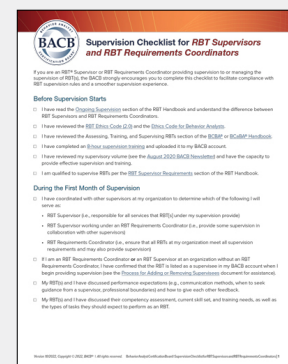 BEHAVIOR ANALYST
BACB
CERTIFICATION BOARD
Supervision Checklist for RBT Supervisors
and RBT Requirements Coordinators
If you are an RBT® Supervisor or RBT Requirements Coordinator providing supervision to or managing the
supervision of RBT(s), the BACB strongly encourages you to complete this checklist to facilitate compliance with
RBT supervision rules and a smoother supervision experience.
Before Supervision Starts
I have read the Ongoing Supervision section of the RBT Handbook and understand the difference between
RBT Supervisors and RBT Requirements Coordinators.
I have reviewed the RBT Ethics Code (2.0) and the Ethics Code for Behavior Analysts.
I have reviewed the Assessing, Training, and Supervising RBTs section of the BCBA® or BCaBA® Handbook.
I have completed an 8-hour supervision training and uploaded it to my BACB account.
I have reviewed my supervisory volume (see the August 2020 BACB Newsletter) and have the capacity to
provide effective supervision and training.
I am qualified to supervise RBTs per the RBT Supervisor Requirements section of the RBT Handbook.
During the First Month of Supervision
I have coordinated with other supervisors at my organization to determine which of the following I will
serve as:
• RBT Supervisor (i.e., responsible for all services that RBT[s] under my supervision provide)
• RBT Supervisor working under an RBT Requirements Coordinator (i.e., provide some supervision in
collaboration with other supervisors)
• RBT Requirements Coordinator (i.e., ensure that all RBTs at my organization meet all supervision
requirements and may also provide supervision)
If I am an RBT Requirements Coordinator or an RBT Supervisor at an organization without an RBT
Requirements Coordinator, I have confirmed that the RBT is listed as a supervisee in my BACB account when I
begin providing supervision (see the Process for Adding or Removing Supervisees document for assistance).
My RBT(s) and I have discussed performance expectations (e.g., communication methods, when to seek
guidance from a supervisor, professional boundaries) and how to give each other feedback.
My RBT(s) and I have discussed their competency assessment, current skill set, and training needs, as well as
the types of tasks they should expect to perform as an RBT.
Copyright © 2022, BACB® | All rights reserved.